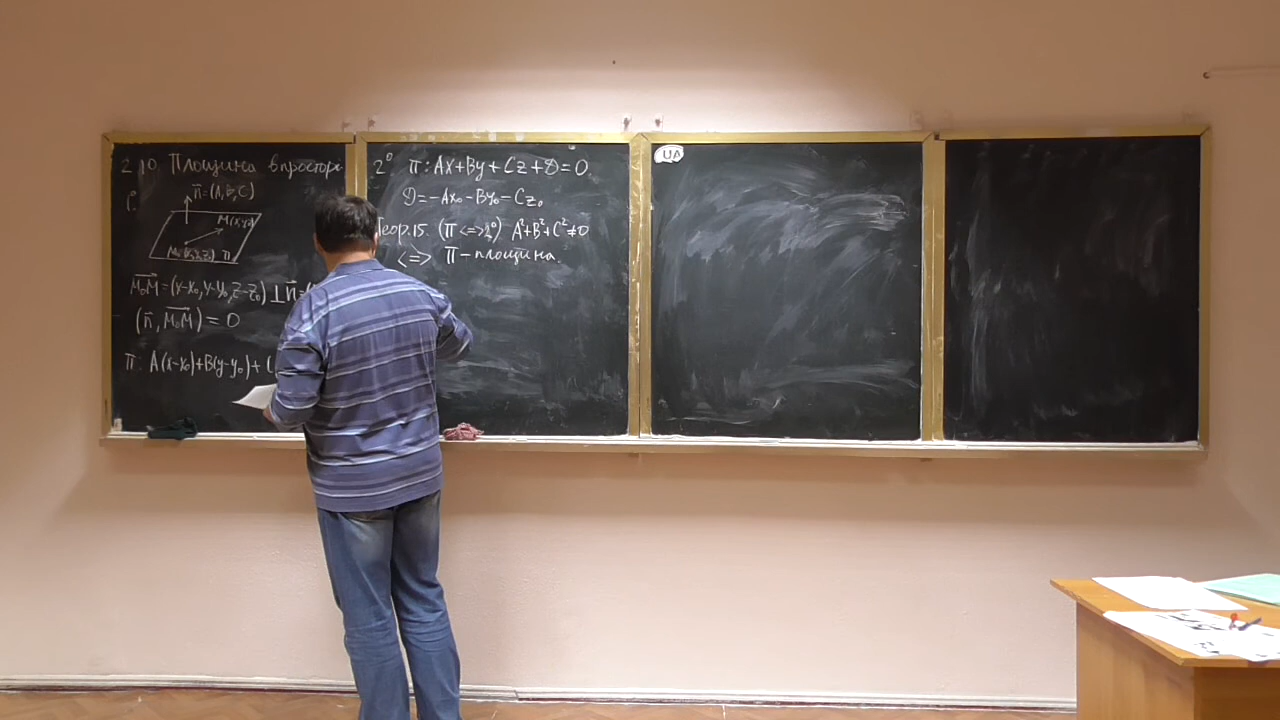 2.10. Площина в просторі
1°.
n⃗=(A,B,C)
M(x,y,z)
M₀(x₀,y₀,z₀) π
M₀M⃗=(x-x₀, y-y₀, z-z₀) ⊥ n⃗=
(n⃗, M₀M⃗) = 0
π: A(x-x₀)+B(y-y₀)+C
2° π: Ax+By+Cz+D=0.
D=-Ax₀-By₀-Cz₀
Теор.15. (π <=> 2°) A²+B²+C²≠0
<=> π-площина.
UA